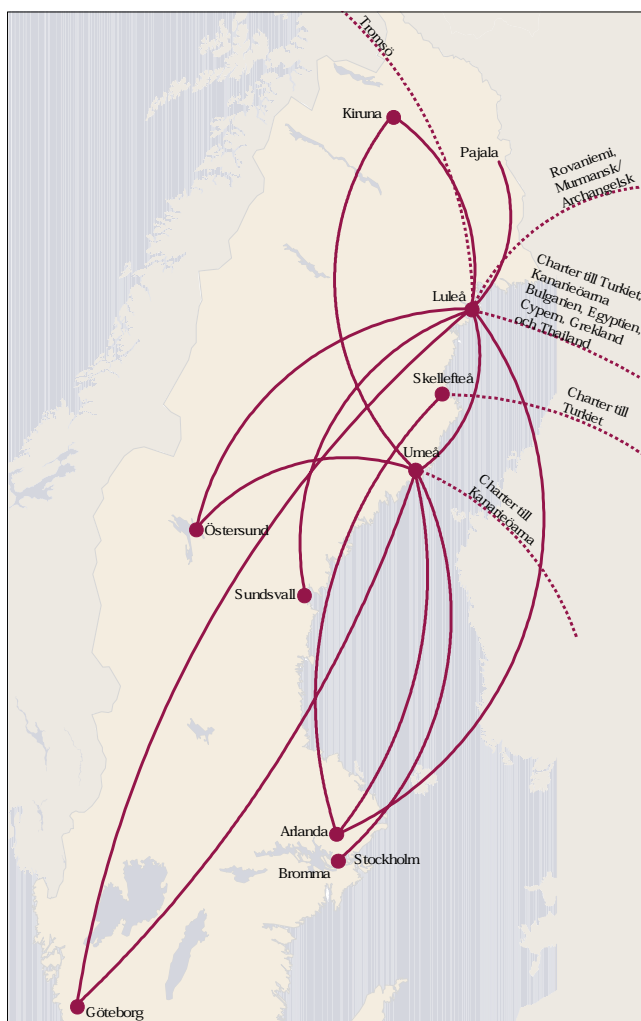 Tromsö
Kiruna
Pajala
Rovaniemi,
Murmansk/
Archangelsk
Luleå
Charter till Turkiet,
Kanarieöarna
Bulgarien, Egyptien,
Cypern, Grekland
och Thailand
Skellefteå
Charter till
Turkiet
Umeå
Charter till
Kanarieöarna
Östersund
Sundsvall
Arlanda
Stockholm
Bromma
Göteborg